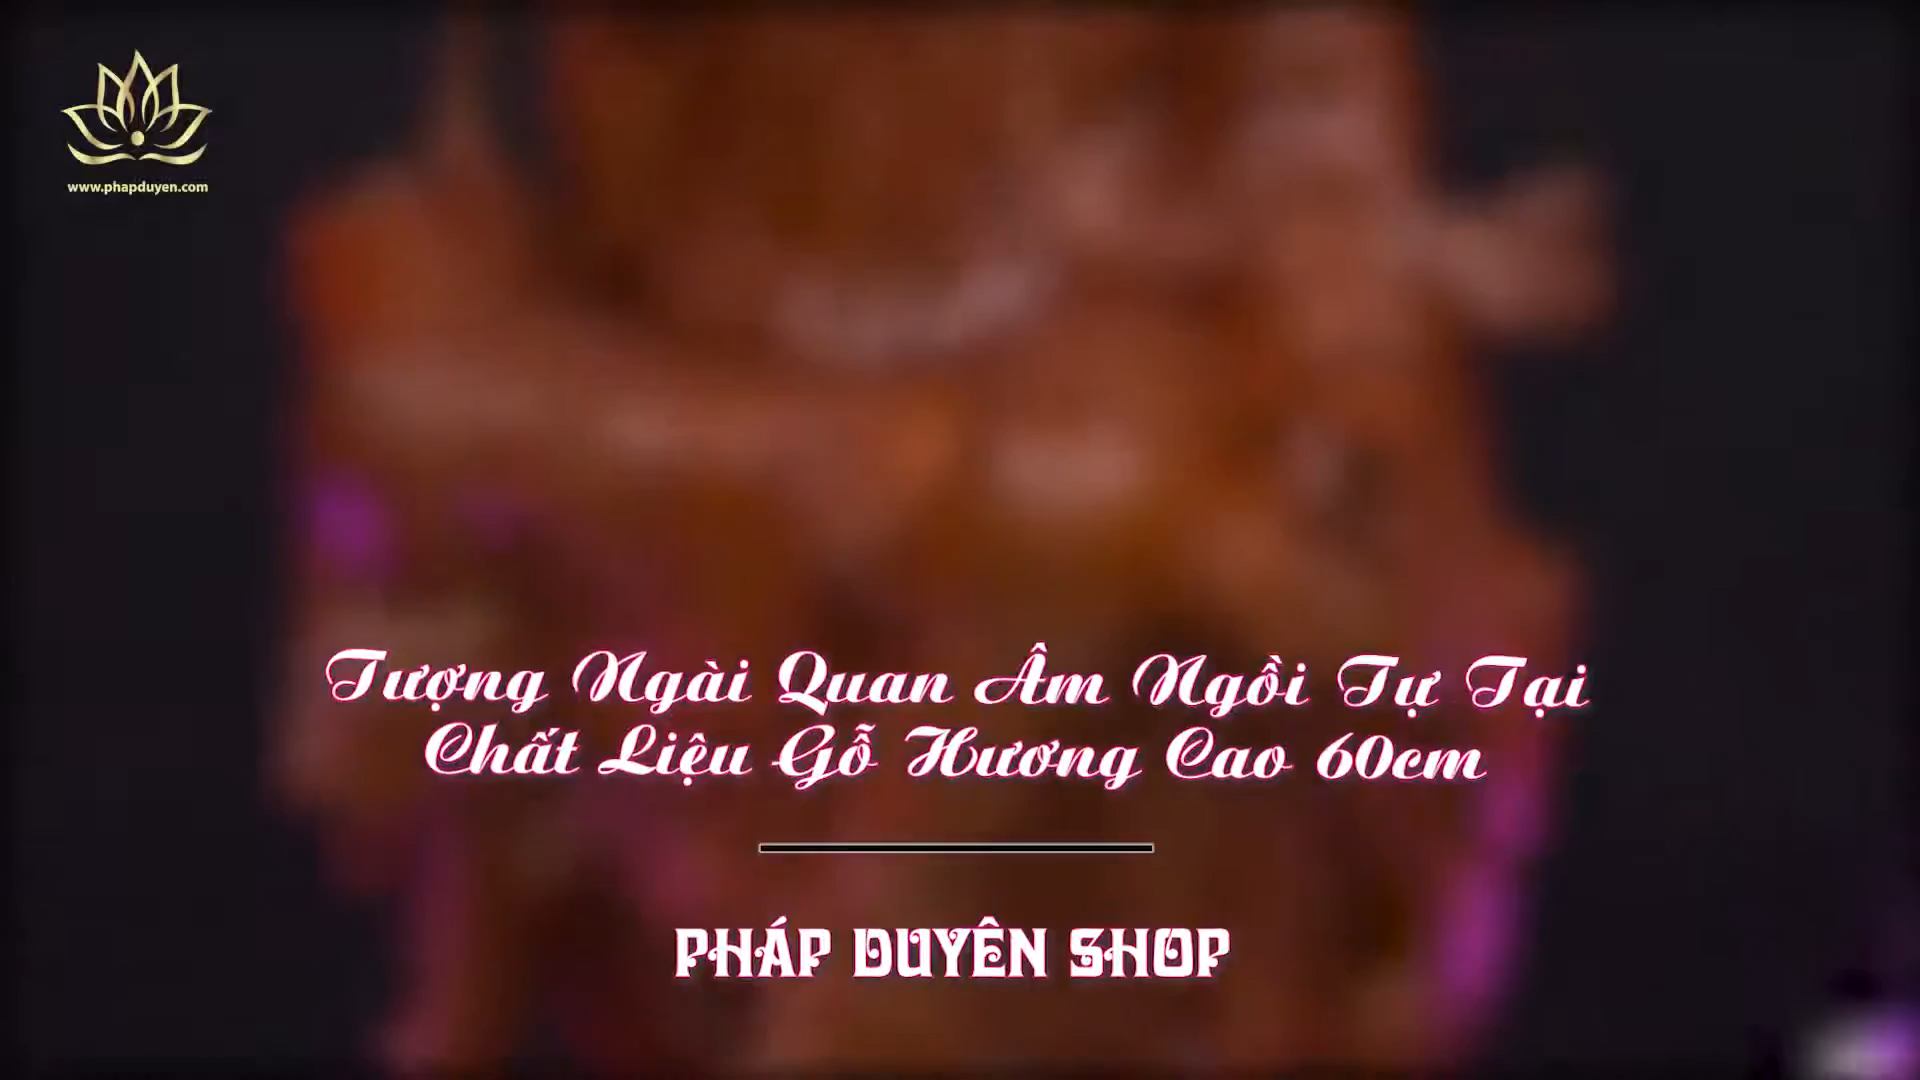 www.phapduyen.com
Tượng Ngài Quan Âm Ngồi Tự Tại
Chất Liệu Gỗ Hương Cao 60cm
PHÁP DUYÊN SHOP